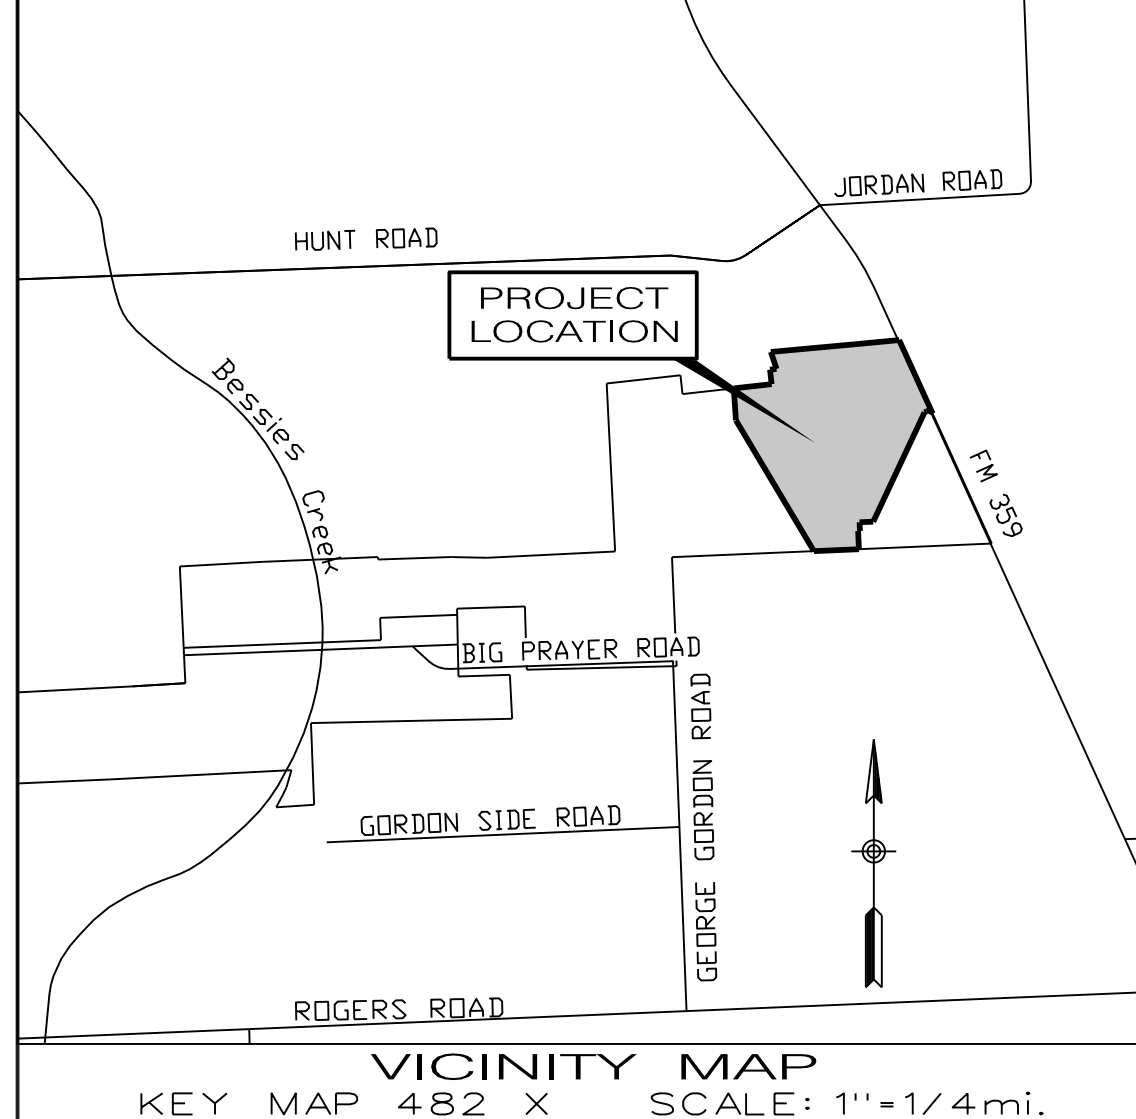 JORDAN ROAD
HUNT ROAD
PROJECT
LOCATION
Bessies Creek
FM 359
BIG PRAYER ROAD
GEORGE GORDON ROAD
GORDON SIDE ROAD
ROGERS ROAD
VICINITY MAP
KEY MAP 482 X SCALE: 1"=1/4mi.